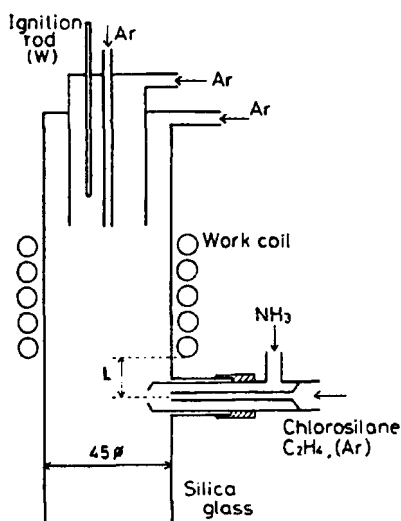 Ignition
rod
(W)
Ar
Ar
Ar
Work coil
NH₃
L
Chlorosilane
C₂H₄, (Ar)
45ø
Silica
glass